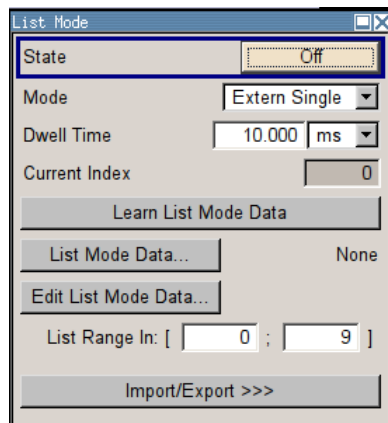 List Mode
State Off
Mode Extern Single
Dwell Time 10.000 ms
Current Index 0
Learn List Mode Data
List Mode Data... None
Edit List Mode Data...
List Range In: [ 0 ; 9 ]
Import/Export >>>